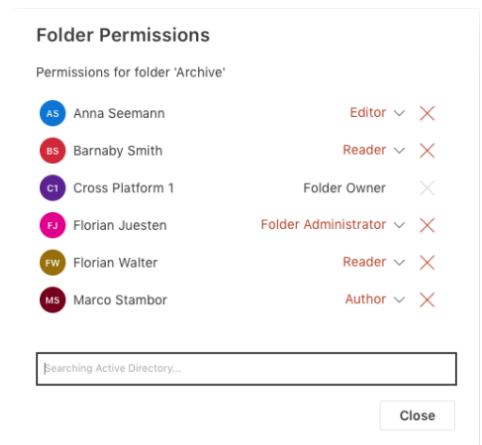 Folder Permissions
Permissions for folder 'Archive'
AS Anna Seemann Editor
BS Barnaby Smith Reader
C1 Cross Platform 1 Folder Owner
FJ Florian Juesten Folder Administrator
FW Florian Walter Reader
MS Marco Stambor Author
Searching Active Directory...
Close